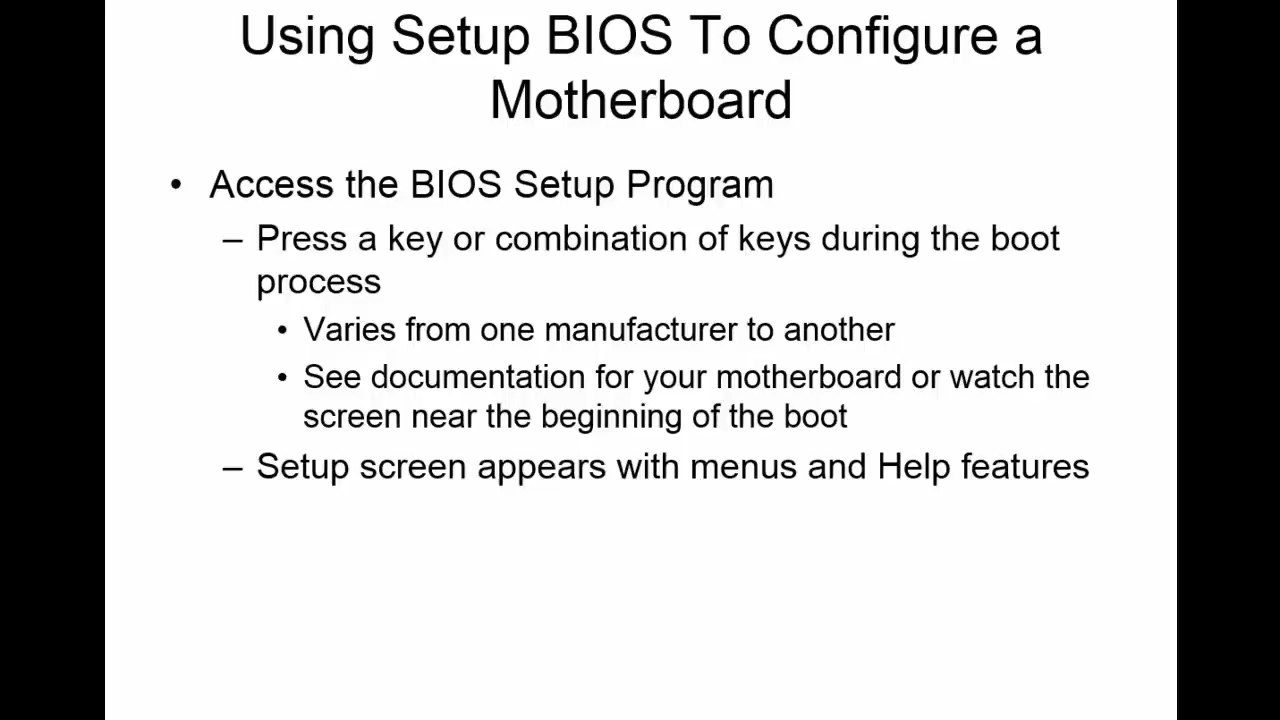 Using Setup BIOS To Configure a
Motherboard
• Access the BIOS Setup Program
– Press a key or combination of keys during the boot
process
• Varies from one manufacturer to another
• See documentation for your motherboard or watch the
screen near the beginning of the boot
– Setup screen appears with menus and Help features